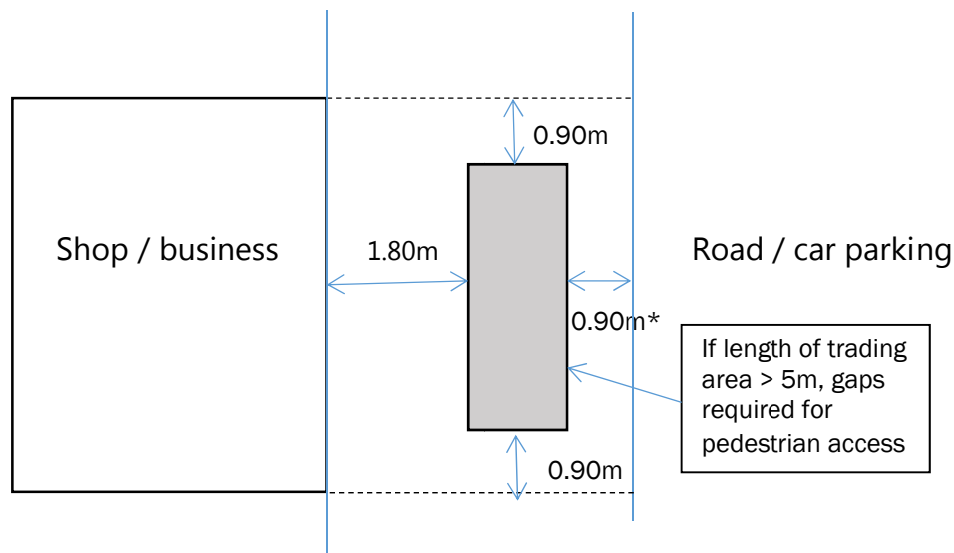 0.90m
Shop / business
1.80m
Road / car parking
0.90m*
If length of trading
area > 5m, gaps
required for
pedestrian access
0.90m